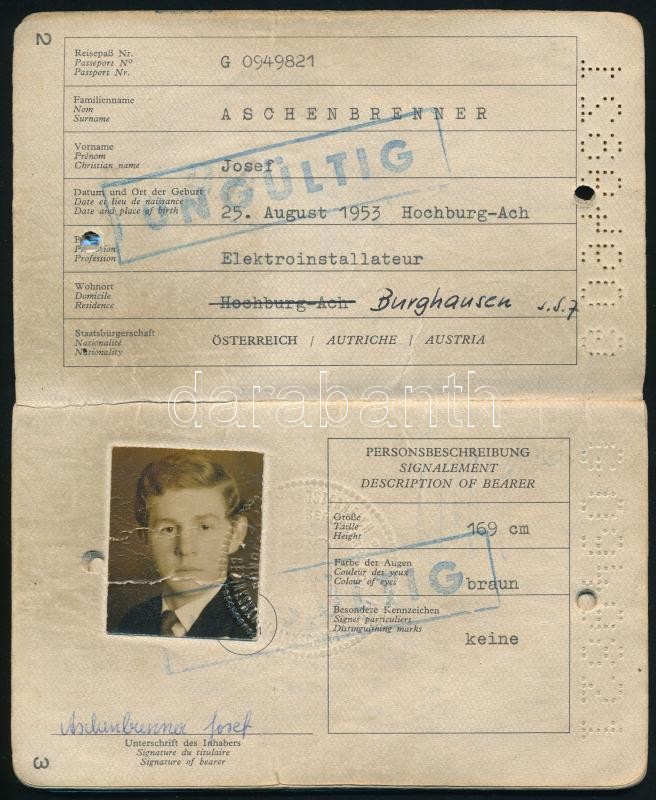 2
Reisepaß Nr.
Passeport N°
Passport Nr.
G 0949821
Familienname
Nom
Surname
ASCHENBRENNER
Vorname
Prénom
Christian name
Josef
UNGÜLTIG
Datum und Ort der Geburt
Date et lieu de naissance
Date and place of birth
25. August 1953 Hochburg-Ach
Profession
Elektroinstallateur
Wohnort
Domicile
Residence
Hochburg-Ach Burghausen s.S.7
Staatsbürgerschaft
Nationalité
Nationality
ÖSTERREICH / AUTRICHE / AUSTRIA
darabanth
PERSONSBESCHREIBUNG
SIGNALEMENT
DESCRIPTION OF BEARER
Größe
Taille
Height
169 cm
Farbe der Augen
Couleur des yeux
Colour of eyes
braun
Besondere Kennzeichen
Signes particuliers
Distinguishing marks
keine
Aschenbrenner Josef
Unterschrift des Inhabers
Signature du titulaire
Signature of bearer
3